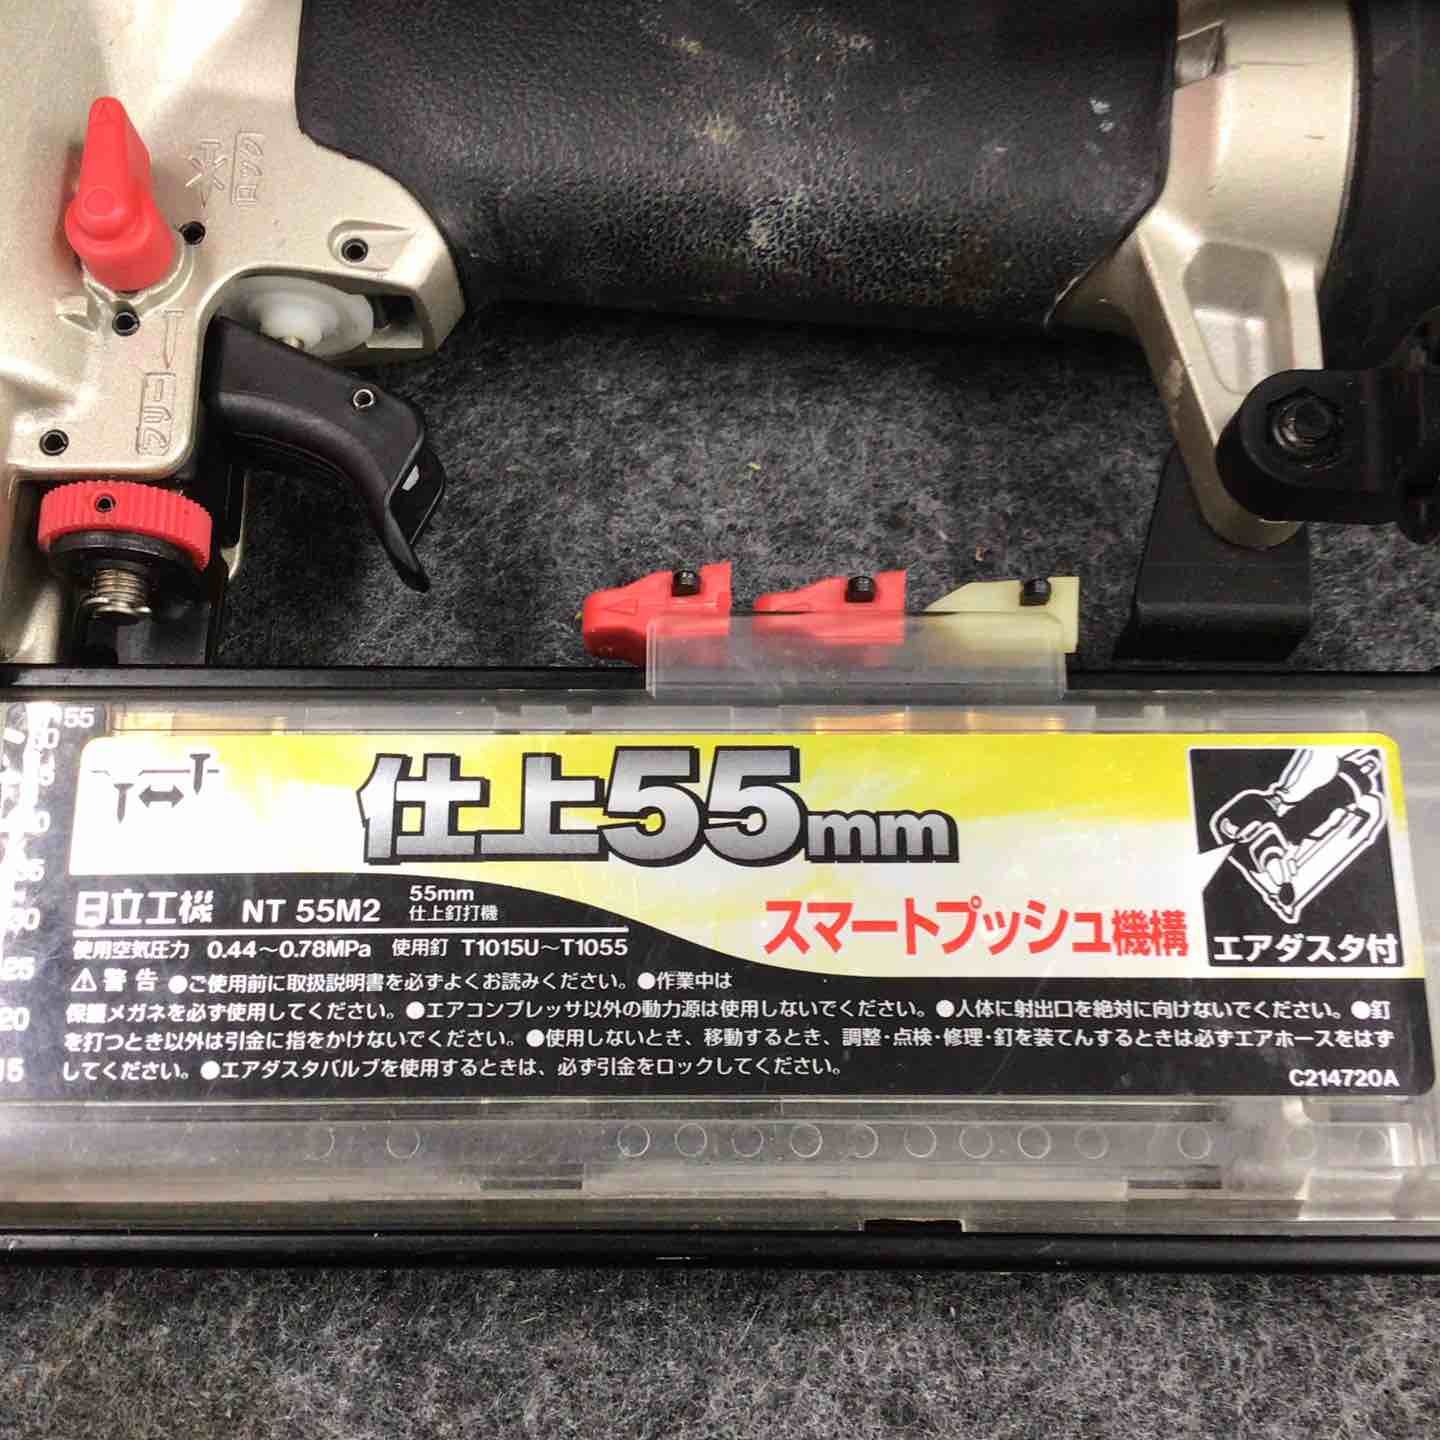 ロック
フリー
55
仕上55mm
日立工機 NT 55M2 55mm 仕上釘打機
使用空気圧力 0.44〜0.78MPa 使用釘 T1015U〜T1055
スマートプッシュ機構
エアダスタ付
⚠警告 ●ご使用前に取扱説明書を必ずよくお読みください。●作業中は
保護メガネを必ず使用してください。●エアコンプレッサ以外の動力源は使用しないでください。●人体に射出口を絶対に向けないでください。●釘
を打つとき以外は引金に指をかけないでください。●使用しないとき、移動するとき、調整・点検・修理・釘を装てんするときは必ずエアホースをはず
してください。●エアダスタバルブを使用するときは、必ず引金をロックしてください。
C214720A
25
20